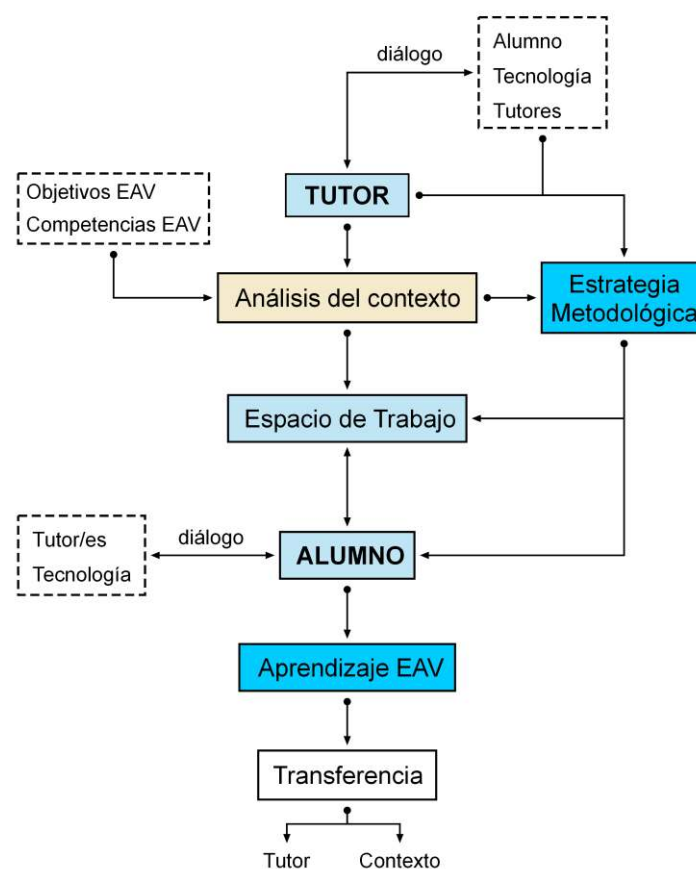 diálogo
Alumno
Tecnología
Tutores
Objetivos EAV
Competencias EAV
TUTOR
Análisis del contexto
Estrategia
Metodológica
Espacio de Trabajo
Tutor/es
Tecnología
diálogo
ALUMNO
Aprendizaje EAV
Transferencia
Tutor
Contexto